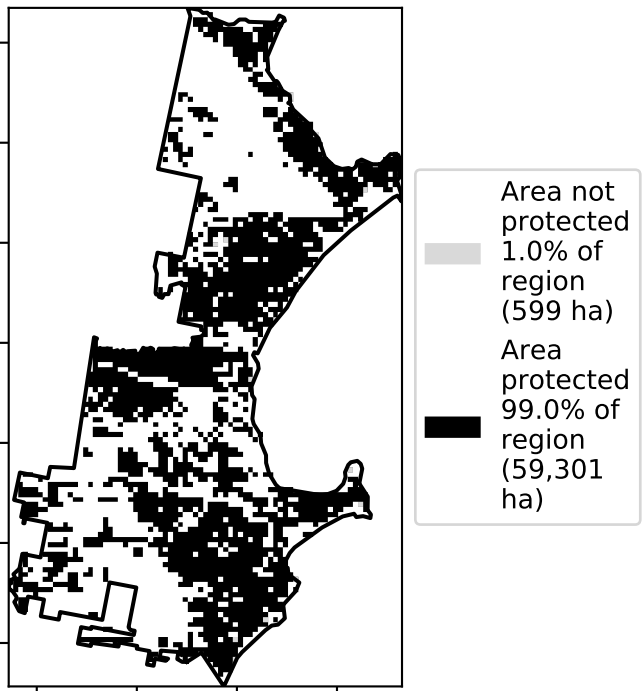 Area not
protected
1.0% of
region
(599 ha)
Area
protected
99.0% of
region
(59,301
ha)